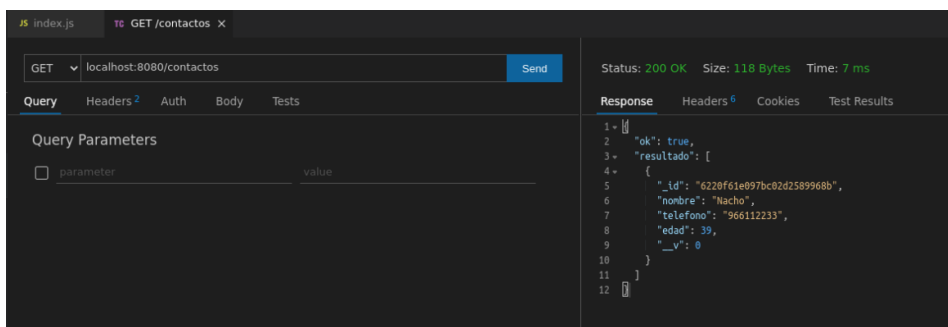 JS index.js TC GET /contactos ×
GET localhost:8080/contactos Send
Query Headers 2 Auth Body Tests
Query Parameters
parameter value
Status: 200 OK Size: 118 Bytes Time: 7 ms
Response Headers 6 Cookies Test Results
1 {
2 "ok": true,
3 "resultado": [
4 {
5 "_id": "6220f61e097bc02d2589968b",
6 "nombre": "Nacho",
7 "telefono": "966112233",
8 "edad": 39,
9 "__v": 0
10 }
11 ]
12 }